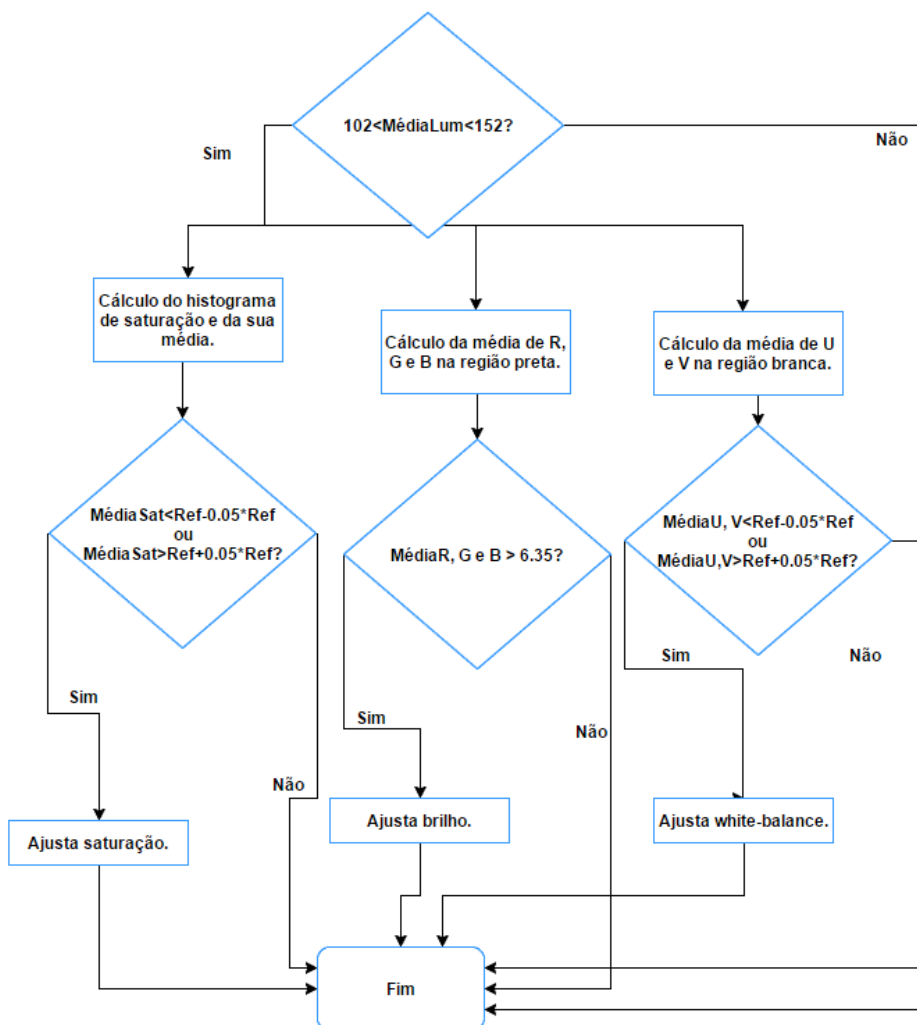 102<MédiaLum<152?
Sim
Não
Cálculo do histograma
de saturação e da sua
média.
Cálculo da média de R,
G e B na região preta.
Cálculo da média de U
e V na região branca.
MédiaSat<Ref-0.05*Ref
ou
MédiaSat>Ref+0.05*Ref?
MédiaR, G e B > 6.35?
MédiaU, V<Ref-0.05*Ref
ou
MédiaU,V>Ref+0.05*Ref?
Sim
Não
Sim
Não
Sim
Não
Ajusta saturação.
Ajusta brilho.
Ajusta white-balance.
Fim